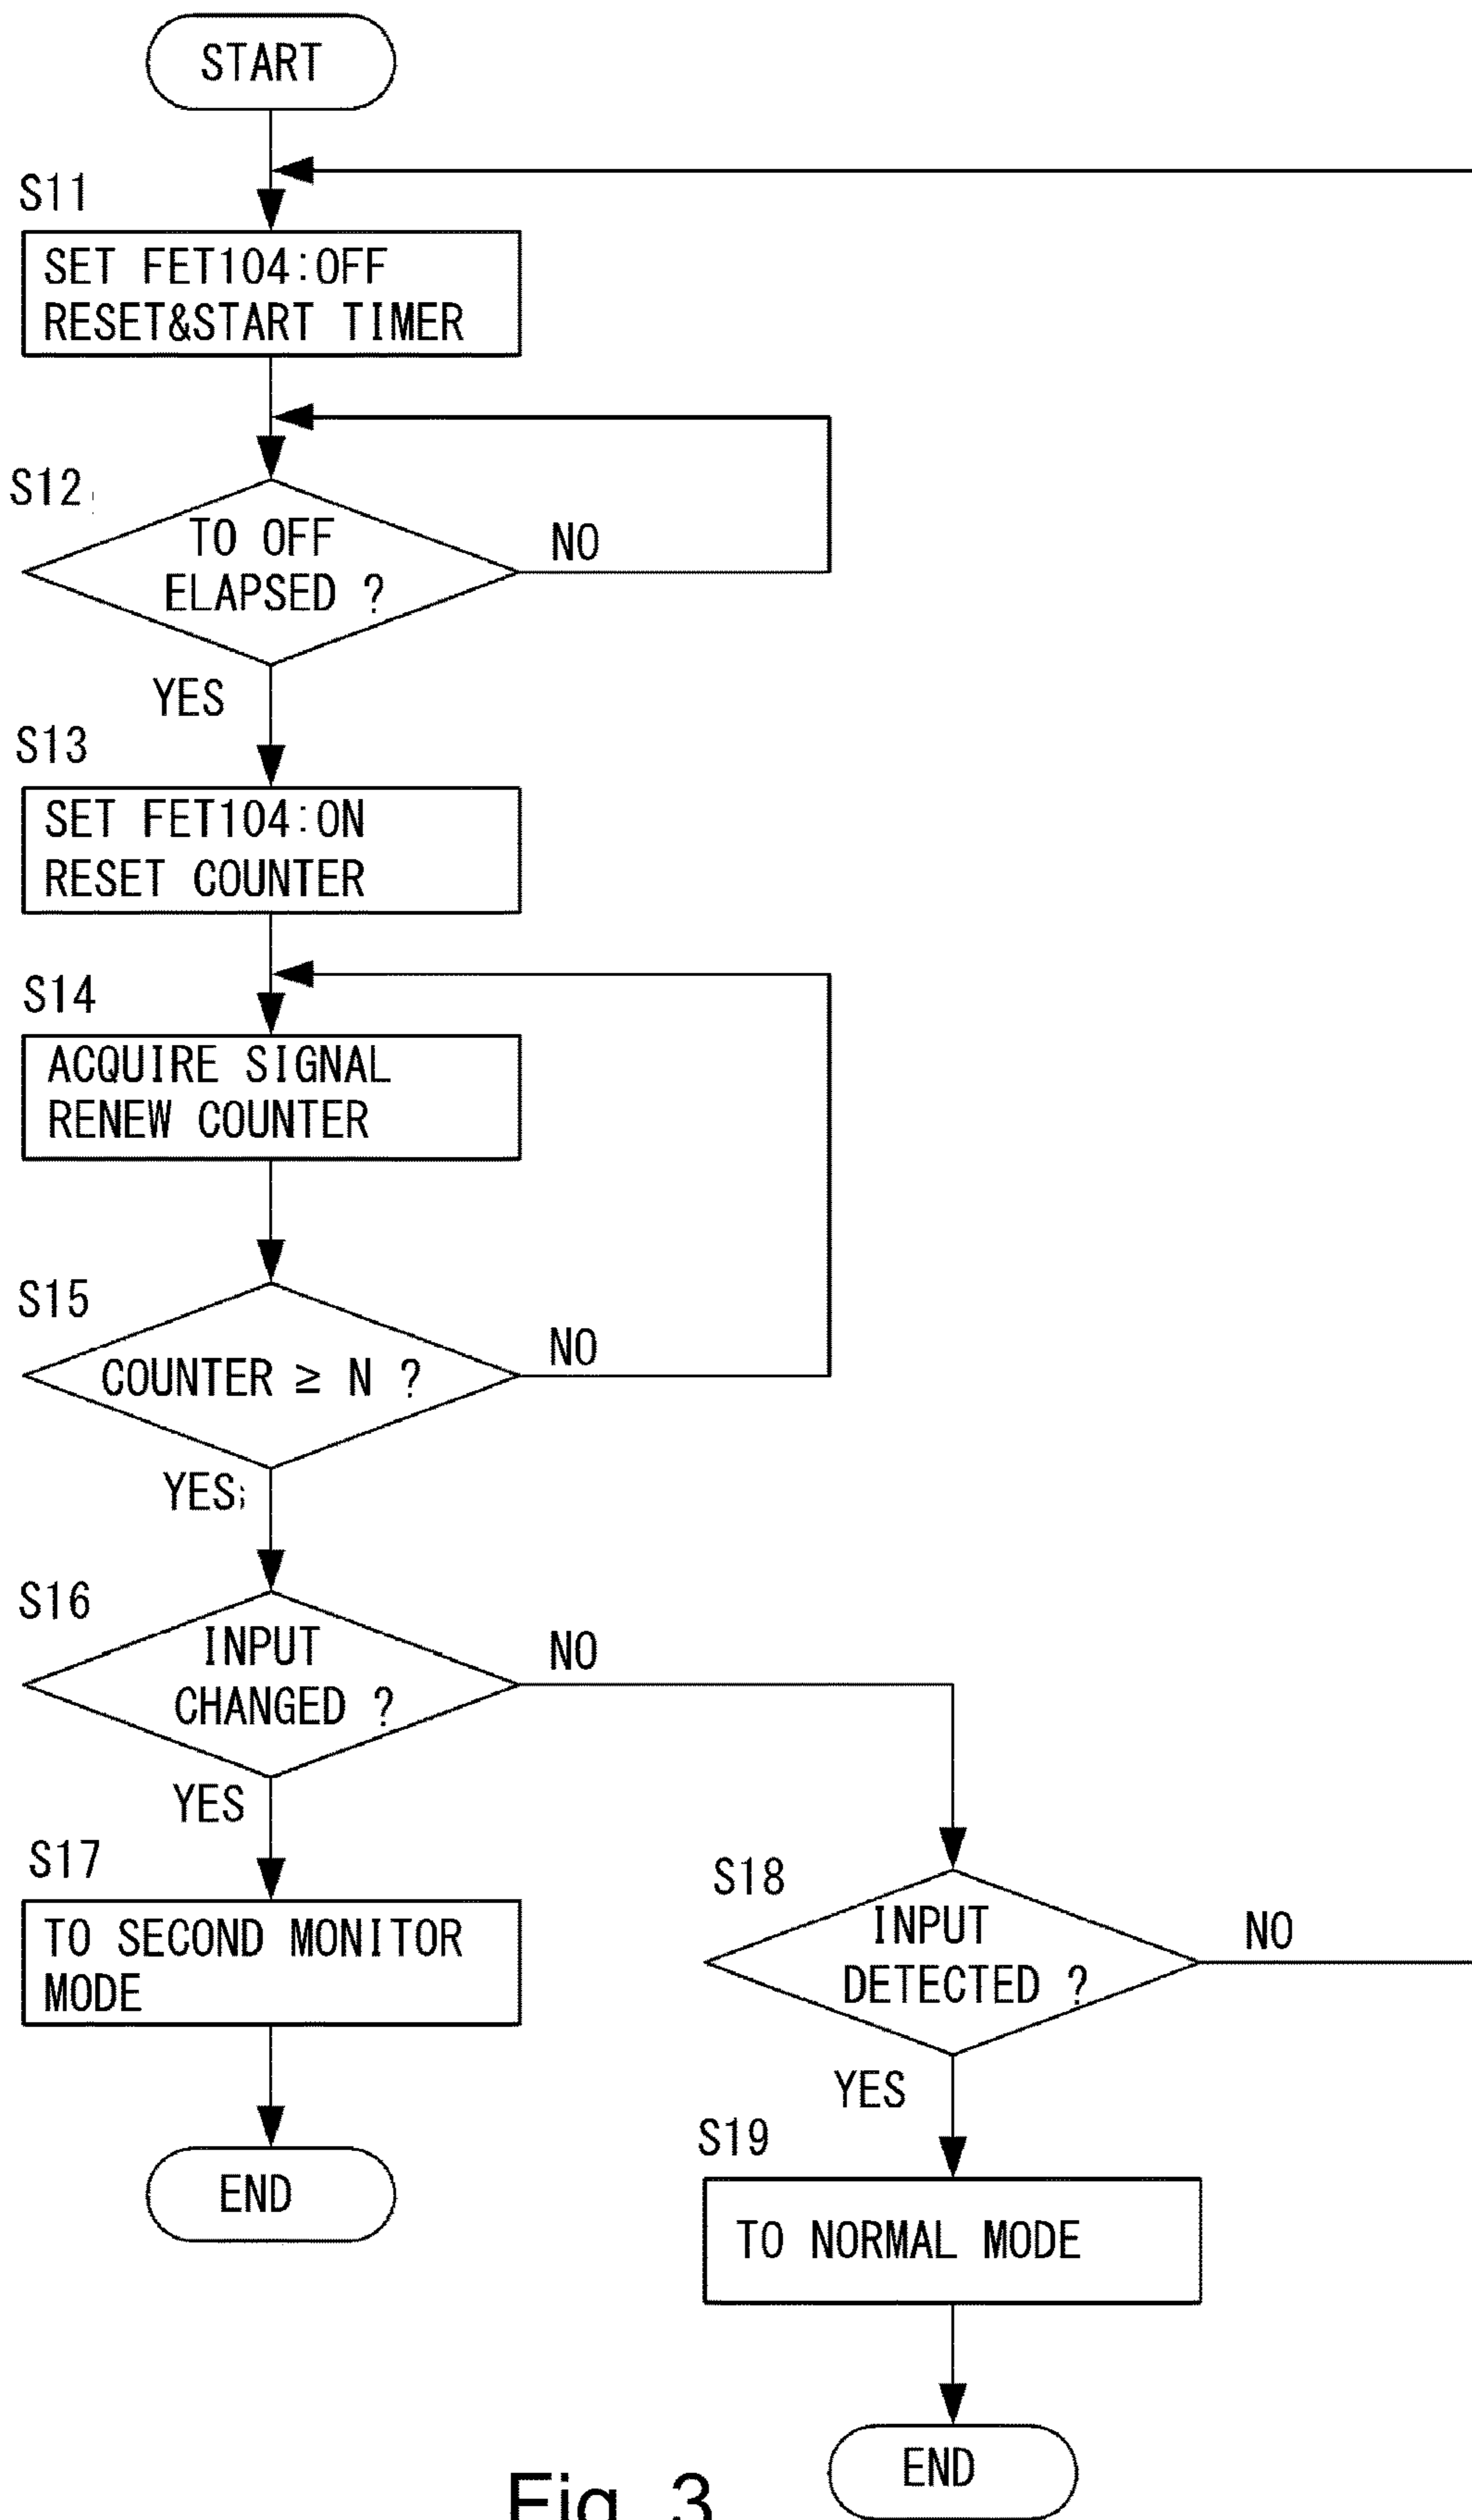 START
S11
SET FET104:OFF
RESET&START TIMER
S12
TO OFF
ELAPSED ?
NO
YES
S13
SET FET104:ON
RESET COUNTER
S14
ACQUIRE SIGNAL
RENEW COUNTER
S15
COUNTER ≥ N ?
NO
YES
S16
INPUT
CHANGED ?
NO
YES
S17
TO SECOND MONITOR
MODE
END
S18
INPUT
DETECTED ?
NO
YES
S19
TO NORMAL MODE
END
Fig. 3